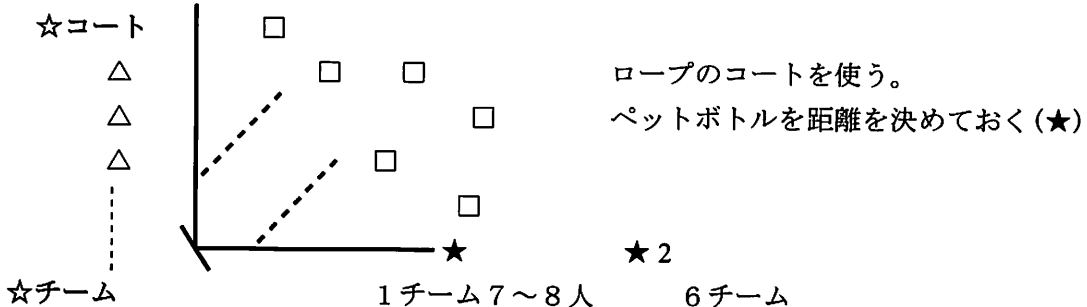 ☆コート
ロープのコートを使う。
ペットボトルを距離を決めておく(★)
★ ★2
☆チーム 1チーム7～8人 6チーム